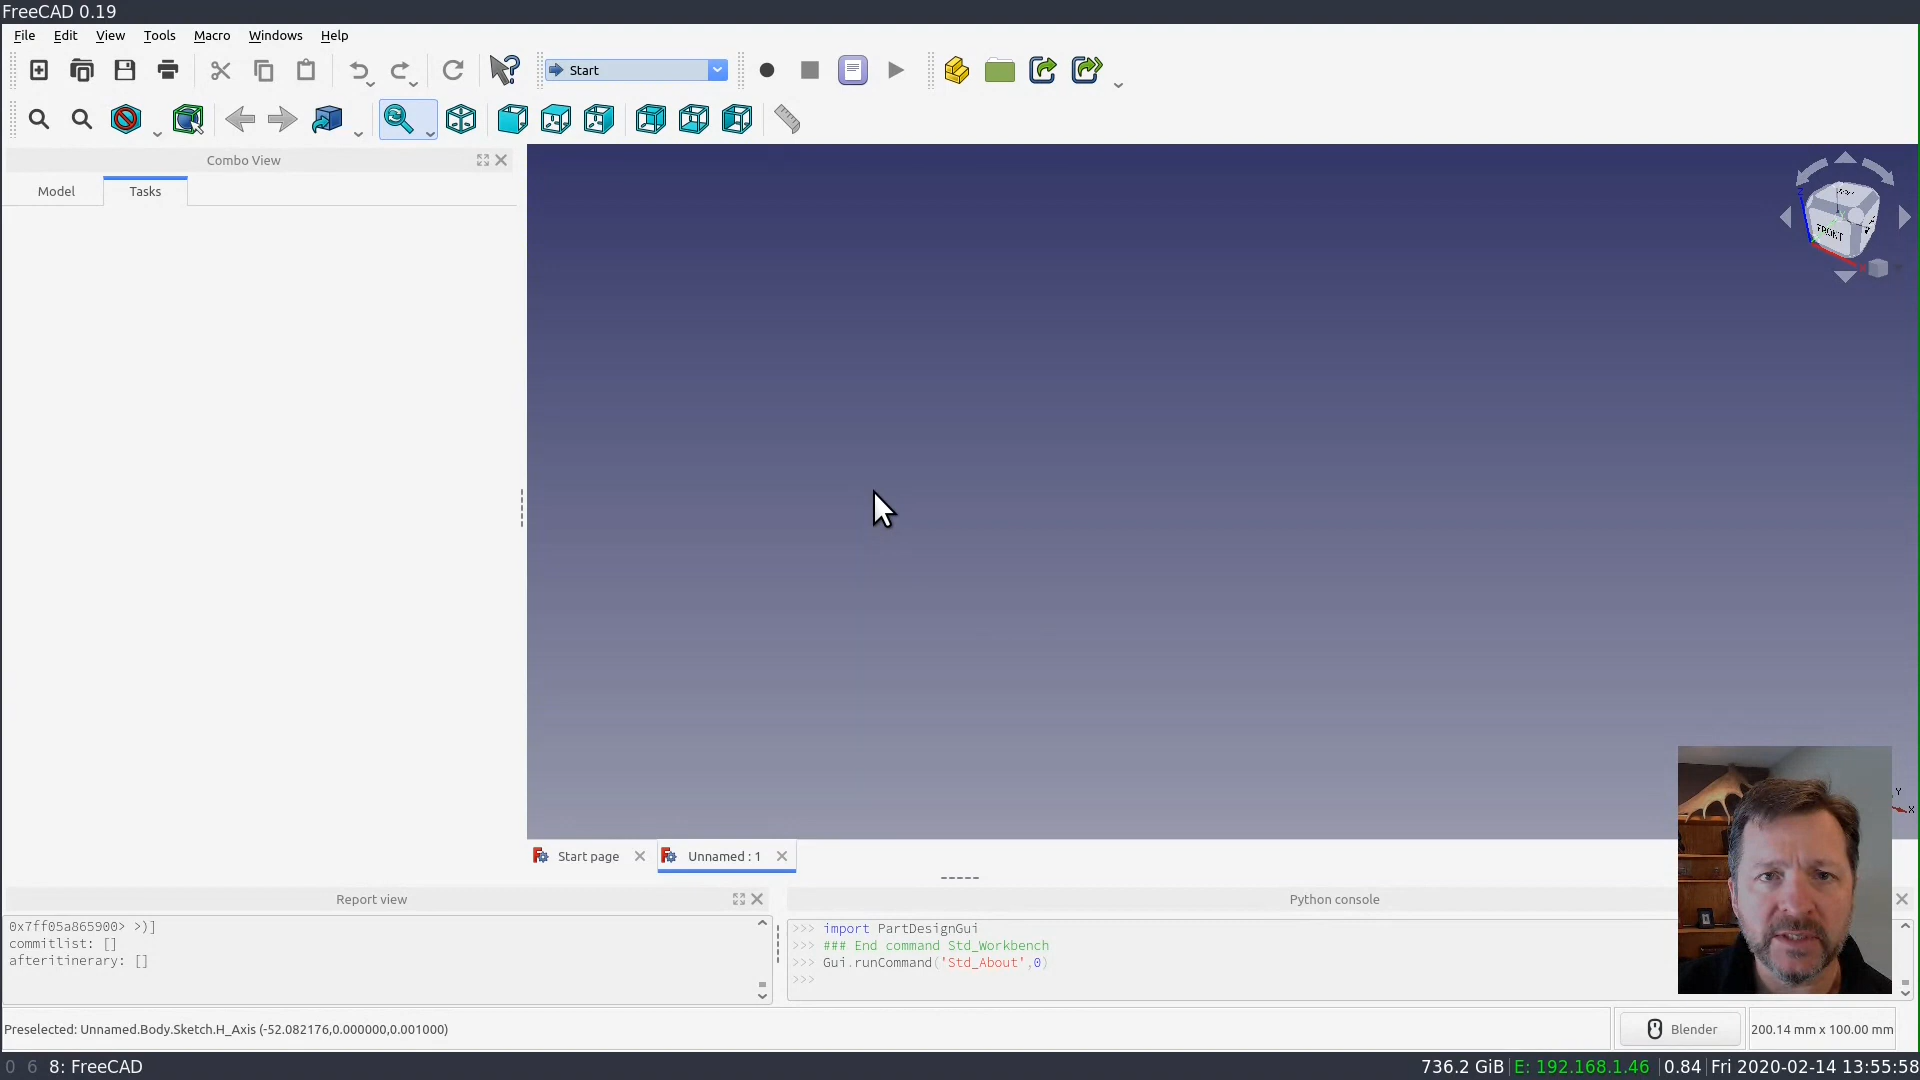 FreeCAD 0.19
File Edit View Tools Macro Windows Help
Start
Combo View
Model Tasks
FRONT
Z
Y
X
Start page
Unnamed : 1
Report view
0x7ff05a865900> >)]
commitlist: []
afteritinerary: []
Python console
>>> import PartDesignGui
>>> ### End command Std_Workbench
>>> Gui.runCommand('Std_About',0)
>>>
Preselected: Unnamed.Body.Sketch.H_Axis (-52.082176,0.000000,0.001000)
Blender
200.14 mm x 100.00 mm
0 6 8: FreeCAD
736.2 GiB E: 192.168.1.46 0.84 Fri 2020-02-14 13:55:58